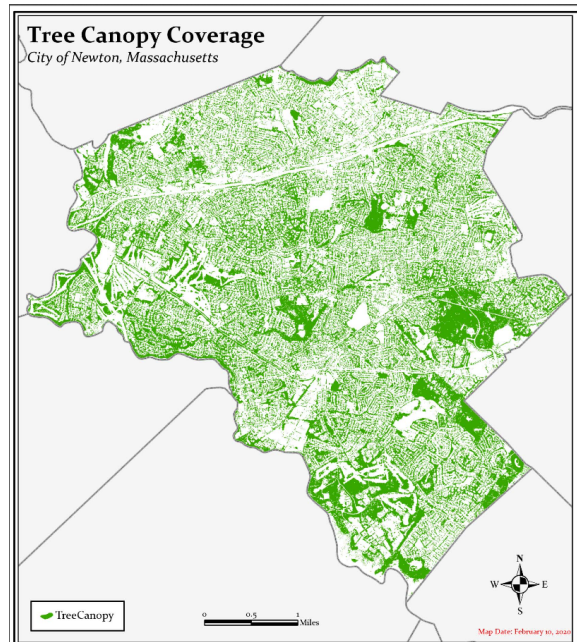 Tree Canopy Coverage
City of Newton, Massachusetts
N
W E
S
TreeCanopy
0 0.5 1
Miles
Map Date: February 10, 2020